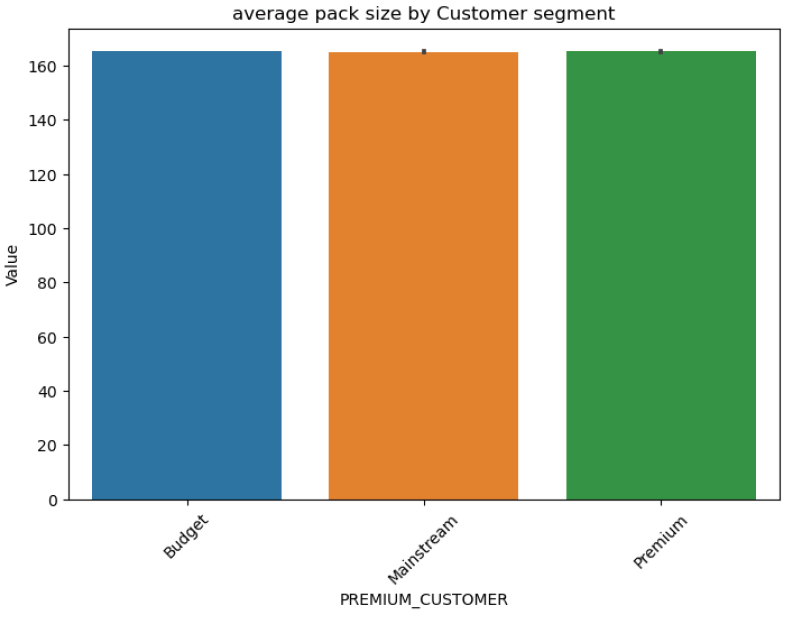 average pack size by Customer segment
160
140
120
100
80
60
40
20
0
Value
Budget
Mainstream
Premium
PREMIUM_CUSTOMER